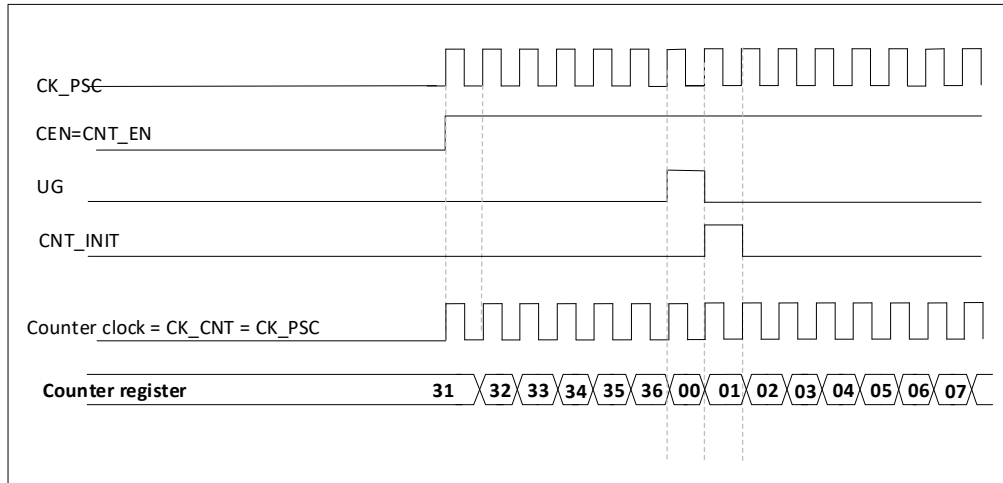 CK_PSC
CEN=CNT_EN
UG
CNT_INIT
Counter clock = CK_CNT = CK_PSC
Counter register 31 32 33 34 35 36 00 01 02 03 04 05 06 07